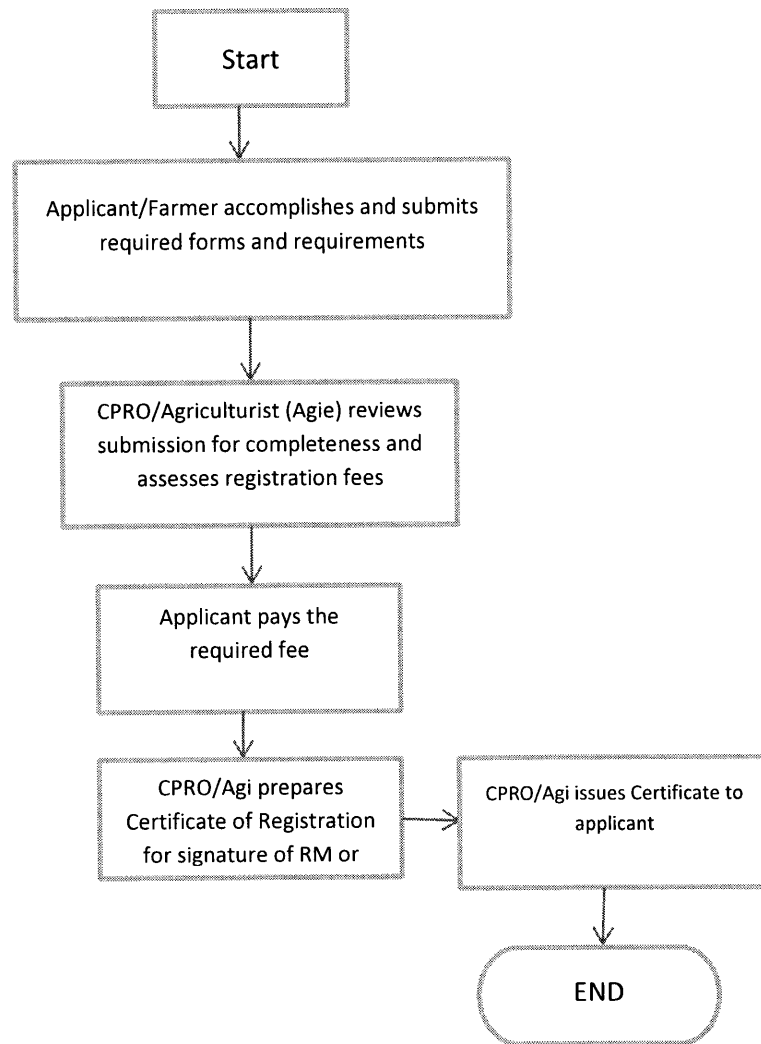 Start
Applicant/Farmer accomplishes and submits
required forms and requirements
CPRO/Agriculturist (Agie) reviews
submission for completeness and
assesses registration fees
Applicant pays the
required fee
CPRO/Agi prepares
Certificate of Registration
for signature of RM or
CPRO/Agi issues Certificate to
applicant
END